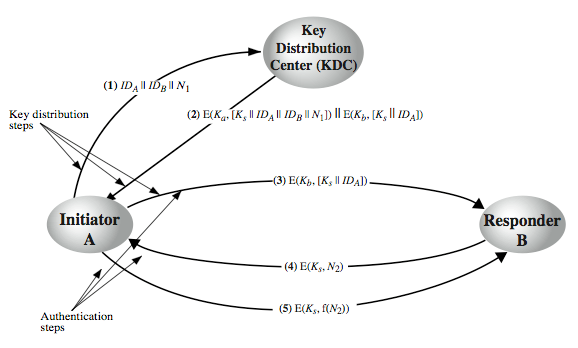 Key
Distribution
Center (KDC)
(1) ID_A || ID_B || N_1
Key distribution
steps
(2) E(K_a, [K_s || ID_A || ID_B || N_1]) || E(K_b, [K_s || ID_A])
(3) E(K_b, [K_s || ID_A])
Initiator
A
Responder
B
(4) E(K_s, N_2)
(5) E(K_s, f(N_2))
Authentication
steps